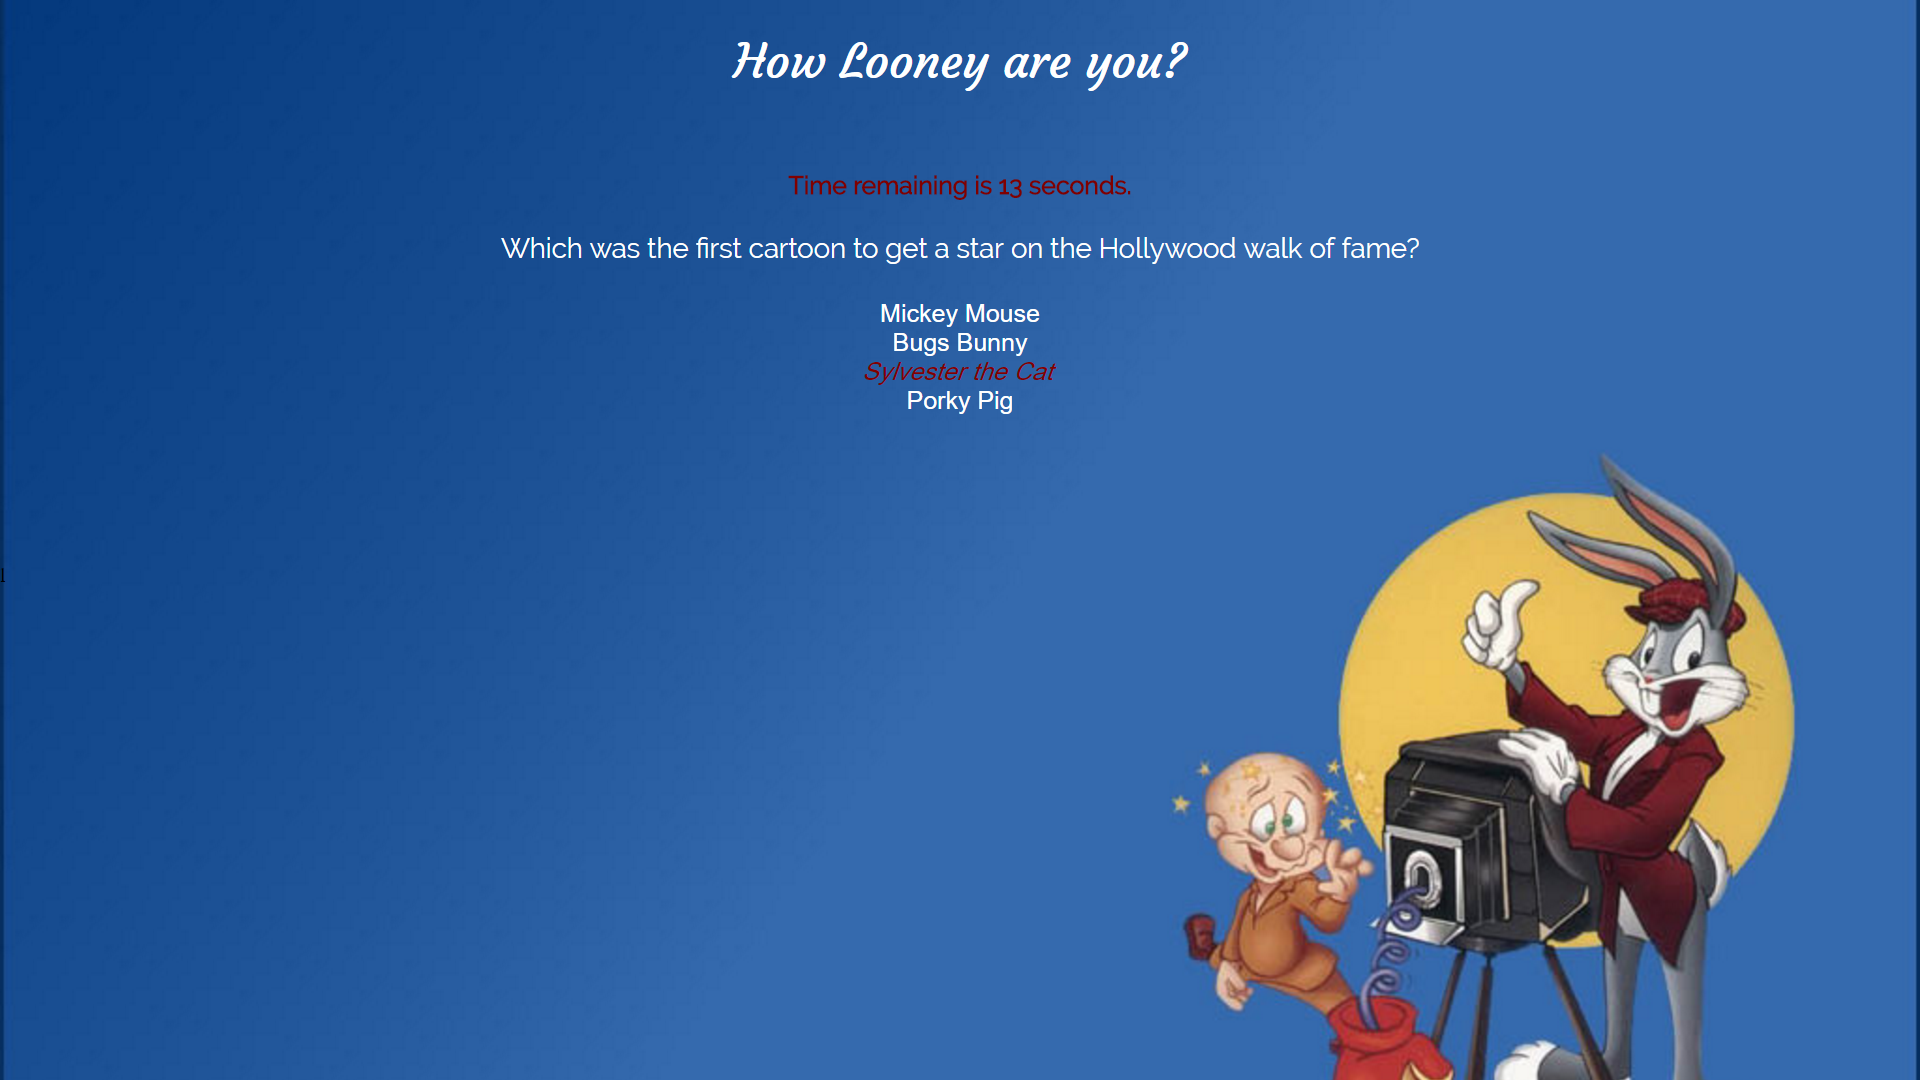 How Looney are you?
Time remaining is 13 seconds.
Which was the first cartoon to get a star on the Hollywood walk of fame?
Mickey Mouse
Bugs Bunny
Sylvester the Cat
Porky Pig